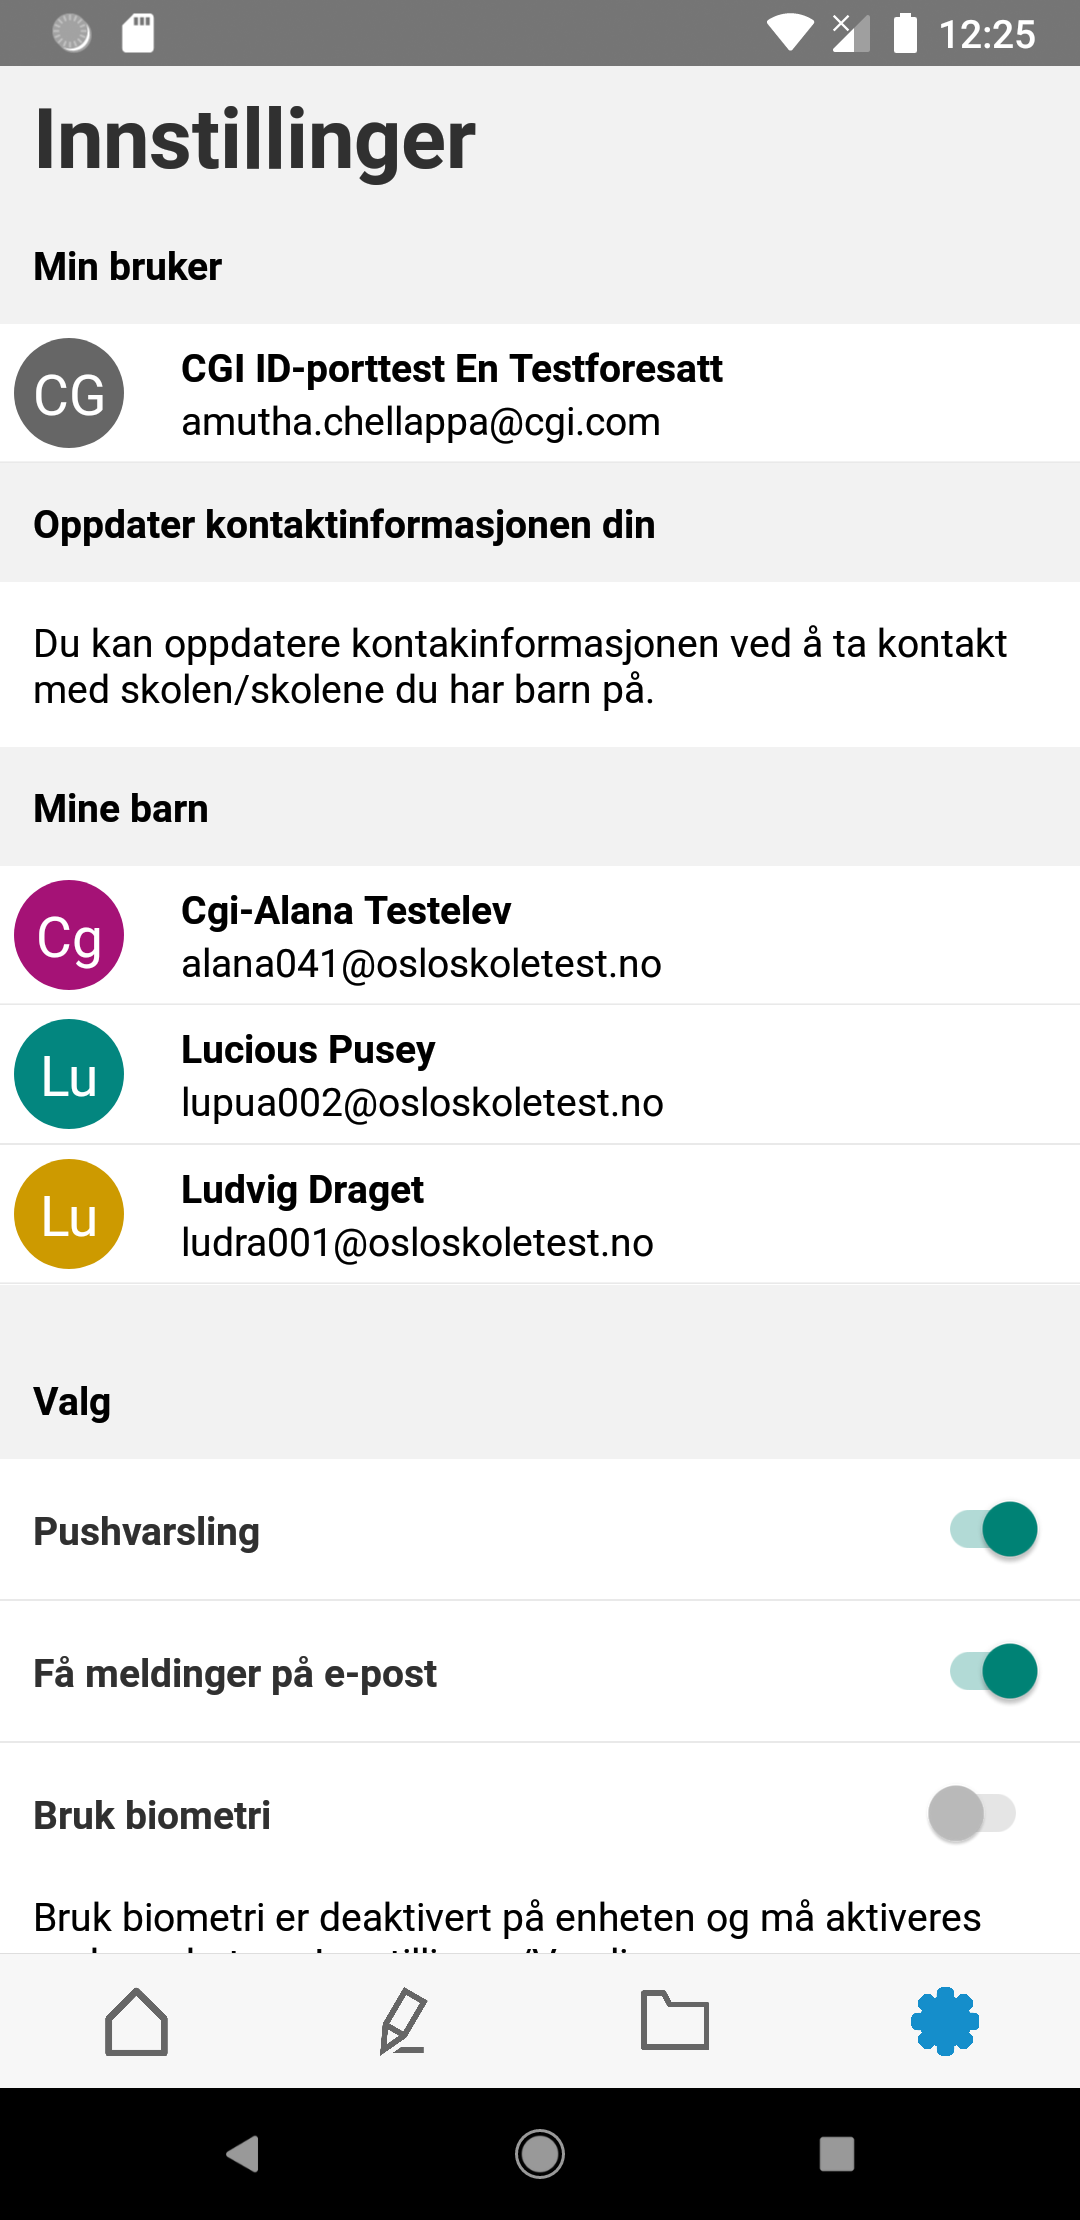 12:25
Innstillinger
Min bruker
CG
CGI ID-porttest En Testforesatt
amutha.chellappa@cgi.com
Oppdater kontaktinformasjonen din
Du kan oppdatere kontakinformasjonen ved å ta kontakt
med skolen/skolene du har barn på.
Mine barn
Cg
Cgi-Alana Testelev
alana041@osloskoletest.no
Lu
Lucious Pusey
lupua002@osloskoletest.no
Lu
Ludvig Draget
ludra001@osloskoletest.no
Valg
Pushvarsling
Få meldinger på e-post
Bruk biometri
Bruk biometri er deaktivert på enheten og må aktiveres